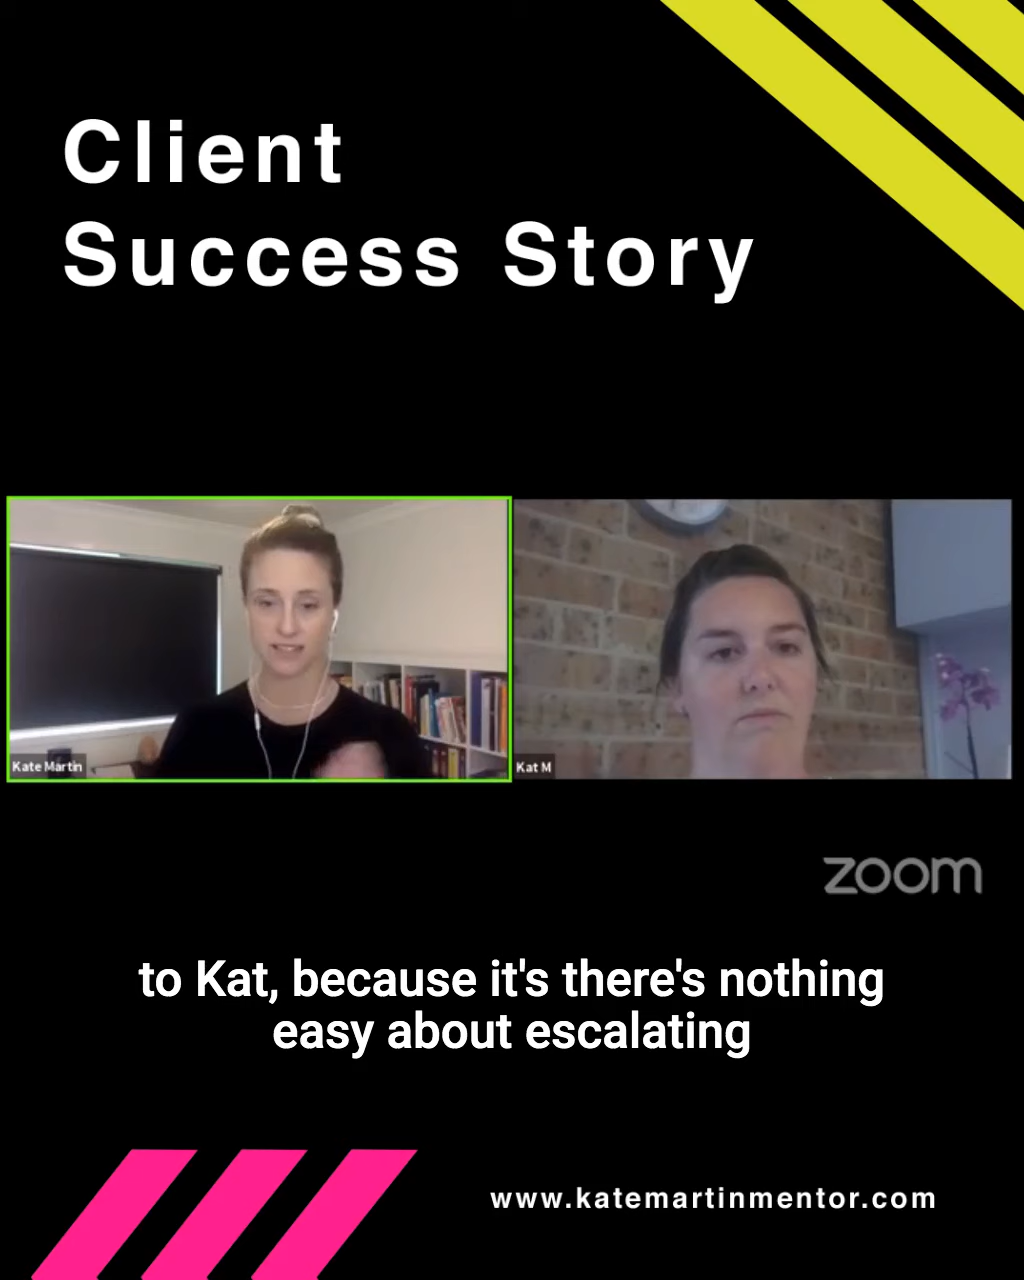 Client
Success Story
Kate Martin
Kat M
zoom
to Kat, because it's there's nothing
easy about escalating
www.katemartinmentor.com